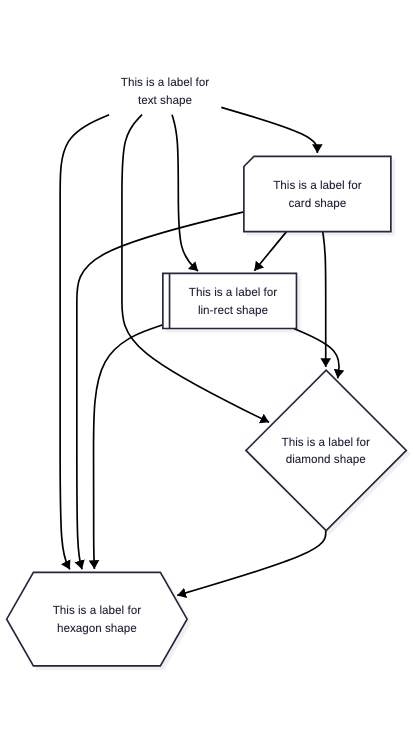 This is a label for
text shape
This is a label for
card shape
This is a label for
lin-rect shape
This is a label for
diamond shape
This is a label for
hexagon shape